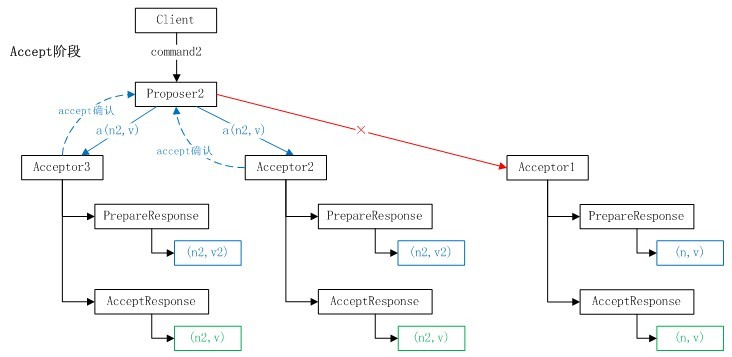 Client
Accept阶段
command2
Proposer2
accept确认
a(n2,v)
a(n2,v)
accept确认
×
Acceptor3
Acceptor2
Acceptor1
PrepareResponse
PrepareResponse
PrepareResponse
(n2,v2)
(n2,v2)
(n,v)
AcceptResponse
AcceptResponse
AcceptResponse
(n2,v)
(n2,v)
(n,v)